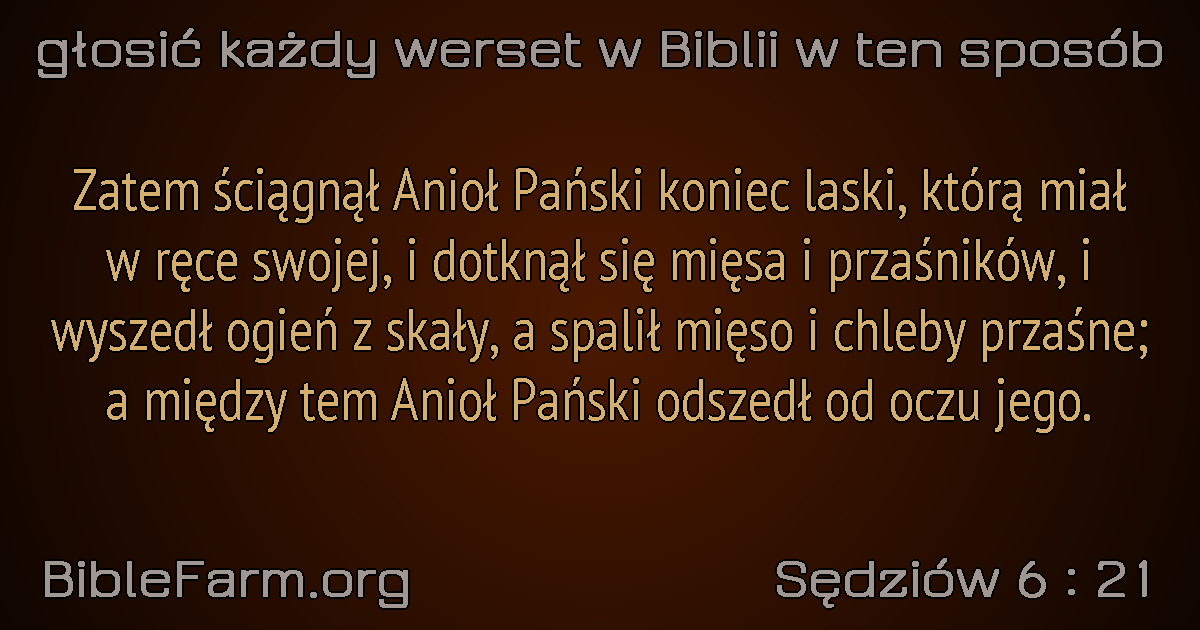 głosić każdy werset w Biblii w ten sposób
Zatem ściągnął Anioł Pański koniec laski, którą miał
w ręce swojej, i dotknął się mięsa i przaśników, i
wyszedł ogień z skały, a spalił mięso i chleby przaśne;
a między tem Anioł Pański odszedł od oczu jego.
BibleFarm.org
Sędziów 6 : 21